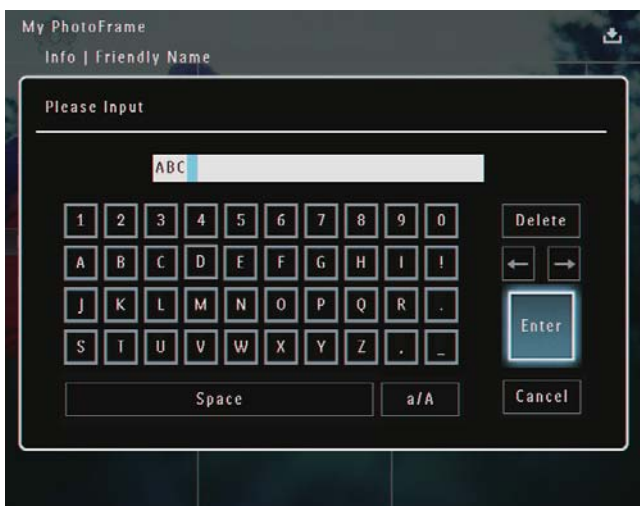 My PhotoFrame
Info | Friendly Name
Please Input
ABC
1 2 3 4 5 6 7 8 9 0 Delete
A B C D E F G H I ! ← →
J K L M N O P Q R . Enter
S T U V W X Y Z . _
Space a/A Cancel